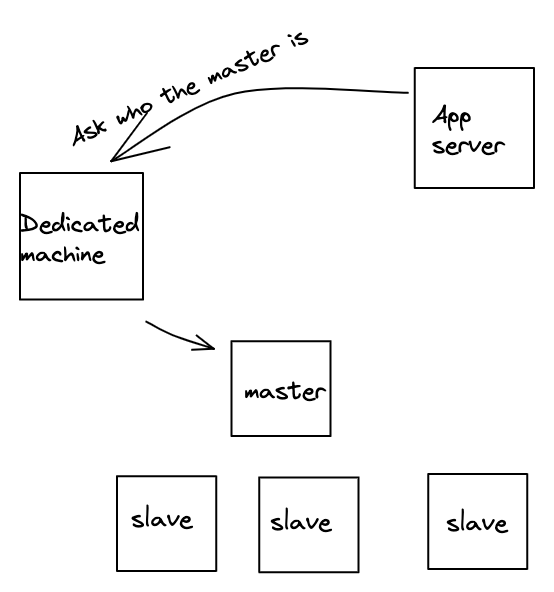 Ask who the master is
App
server
Dedicated
machine
master
slave
slave
slave